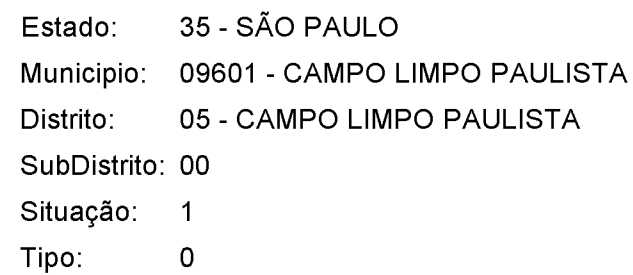 Estado: 35 - SÃO PAULO
Municipio: 09601 - CAMPO LIMPO PAULISTA
Distrito: 05 - CAMPO LIMPO PAULISTA
SubDistrito: 00
Situação: 1
Tipo: 0